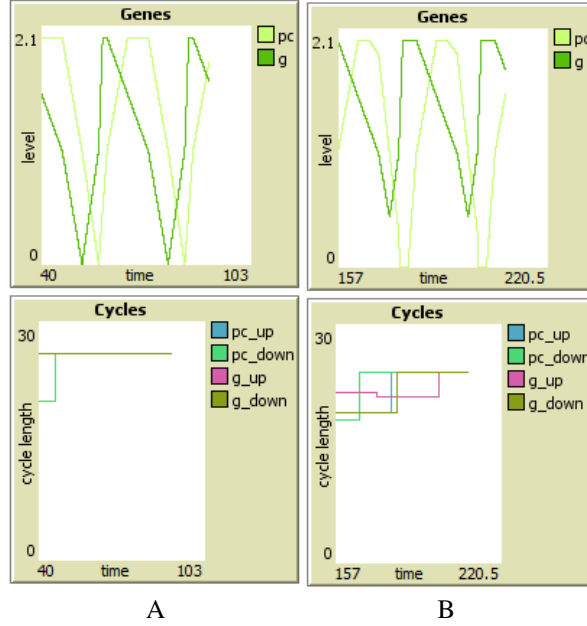 Genes
2.1
level
0
40 time 103
pc
g
Genes
2.1
level
0
157 time 220.5
pc
g
Cycles
30
cycle length
0
40 time 103
pc_up
pc_down
g_up
g_down
Cycles
30
cycle length
0
157 time 220.5
pc_up
pc_down
g_up
g_down
A B